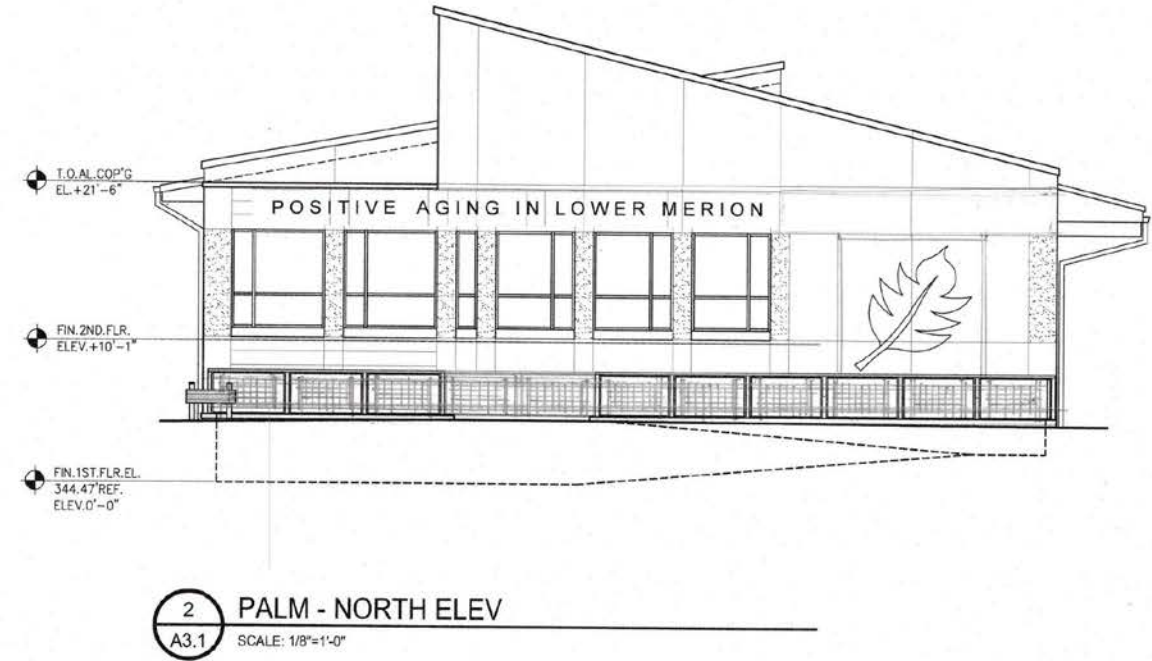 T.O.AL.COP'G
EL.+21'-6"
POSITIVE AGING IN LOWER MERION
FIN.2ND.FLR.
ELEV.+10'-1"
FIN.1ST.FLR.EL.
344.47'REF.
ELEV.0'-0"
2
A3.1
PALM - NORTH ELEV
SCALE: 1/8"=1'-0"